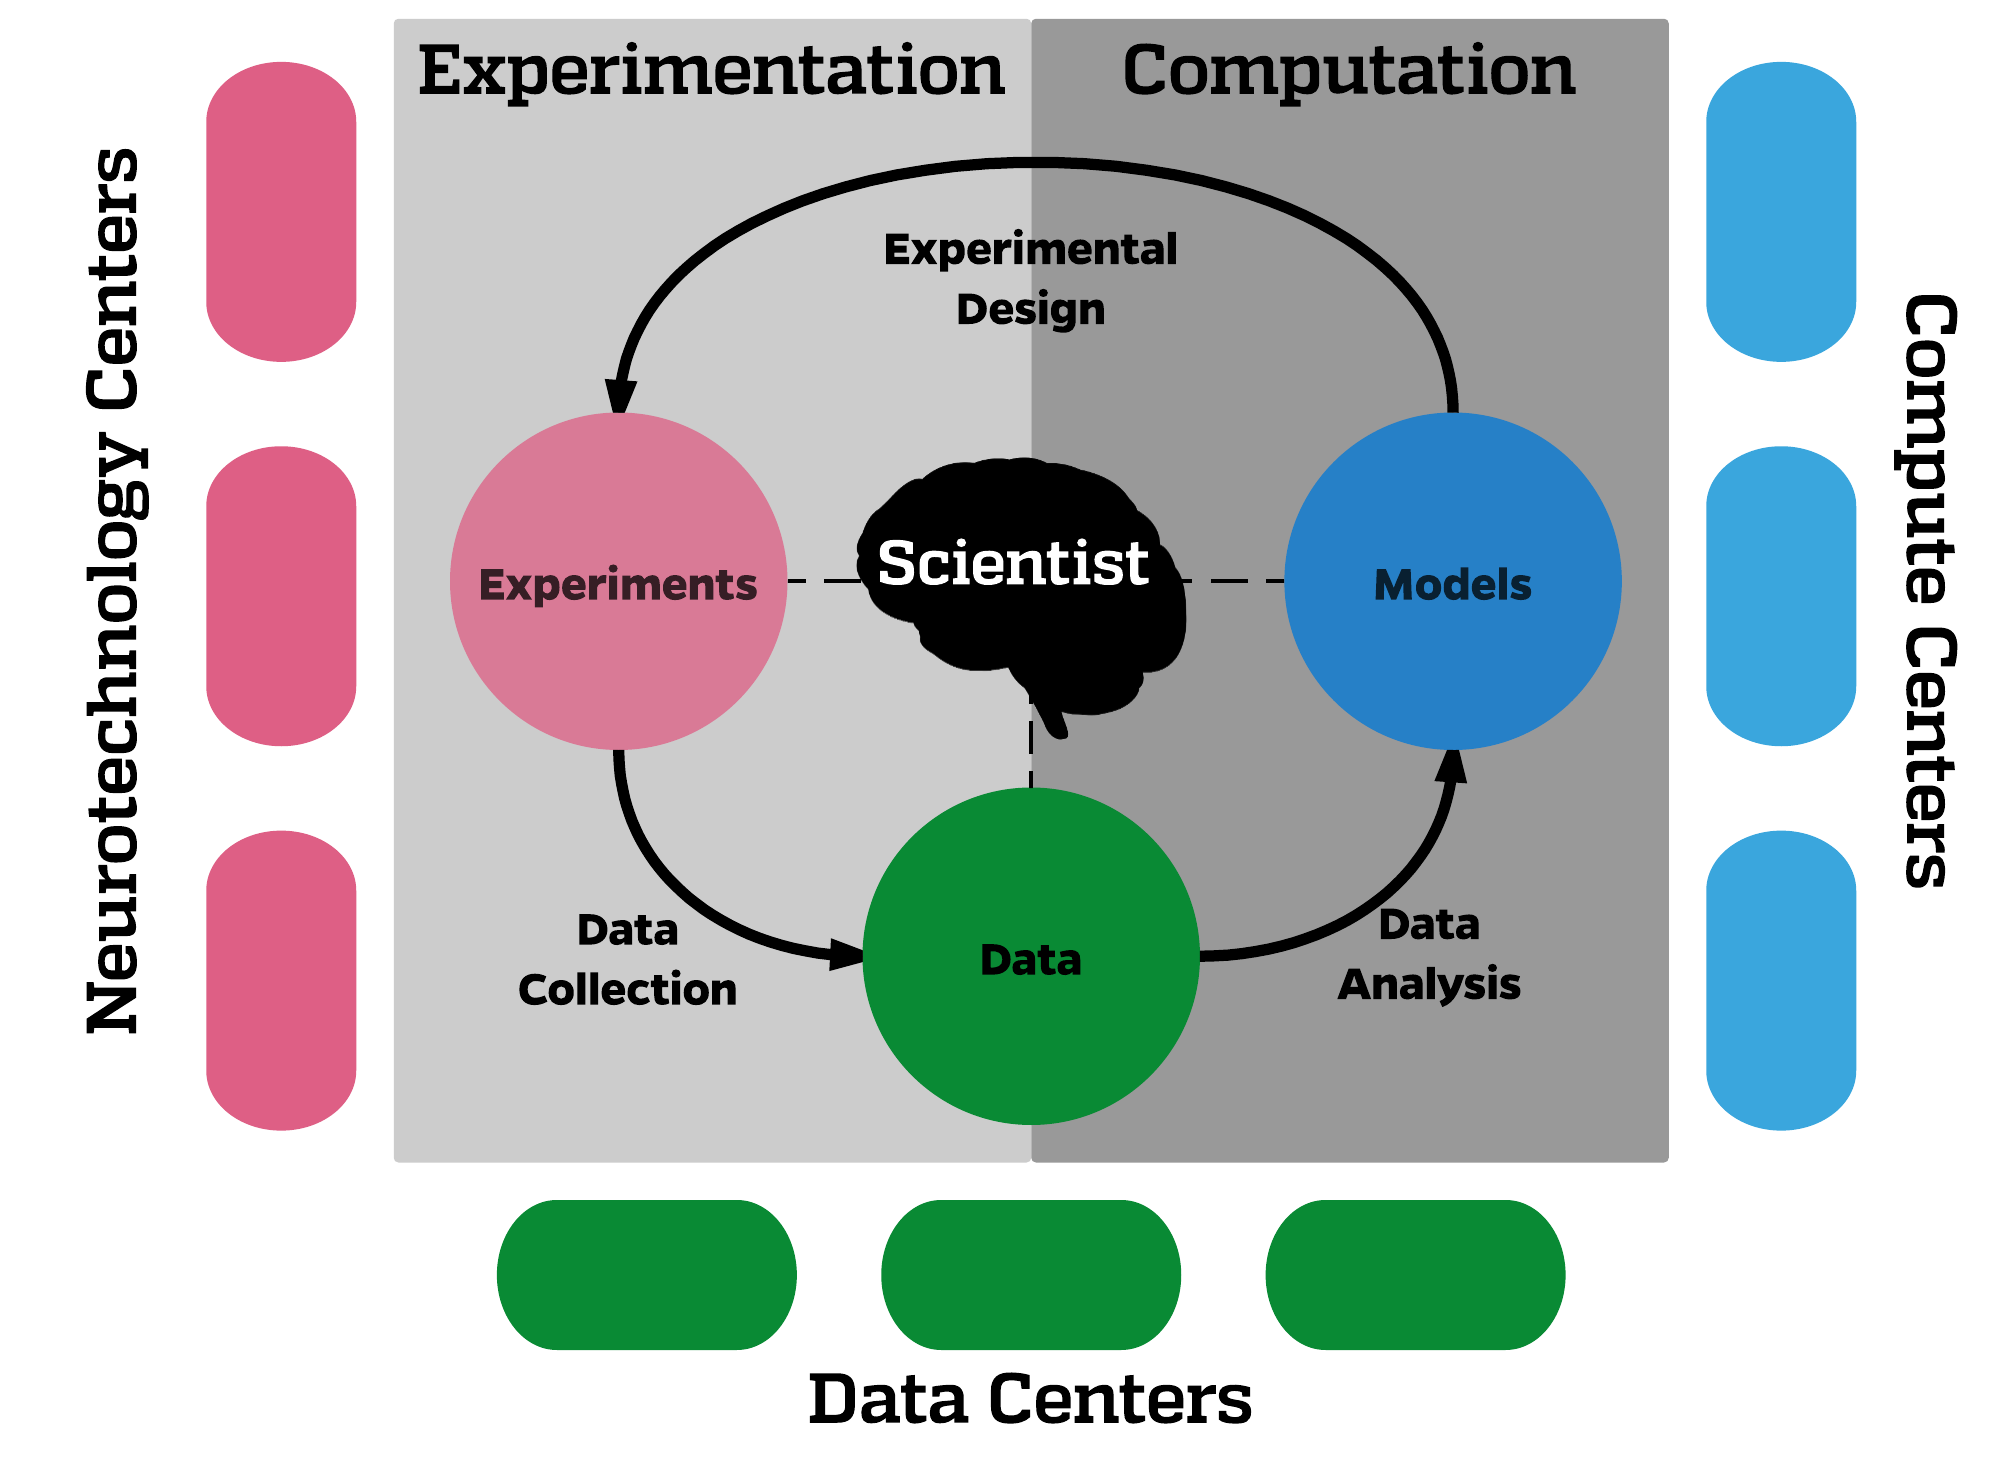 Experimentation
Computation
Experimental
Design
Neurotechnology Centers
Compute Centers
Experiments
Scientist
Models
Data
Collection
Data
Data
Analysis
Data Centers